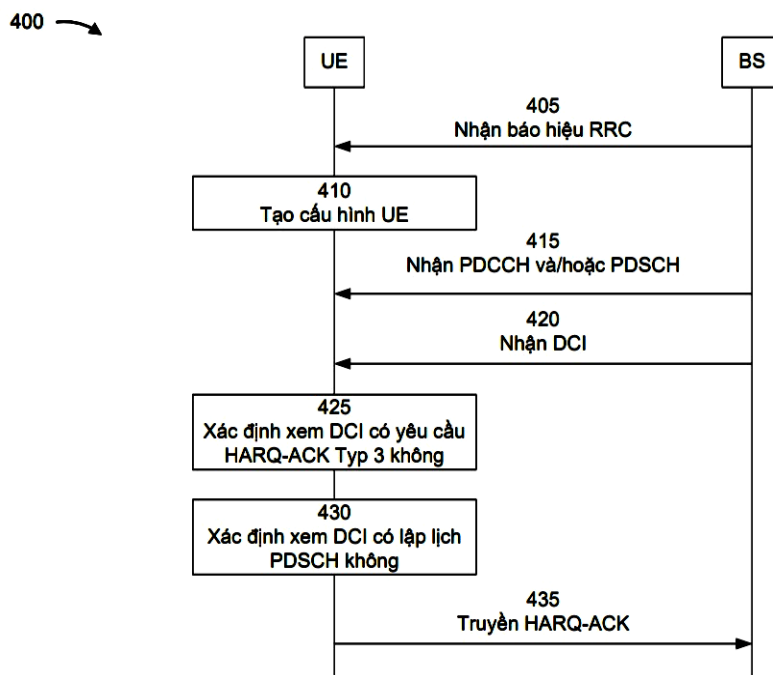 400
UE
BS
405
Nhận báo hiệu RRC
410
Tạo cấu hình UE
415
Nhận PDCCH và/hoặc PDSCH
420
Nhận DCI
425
Xác định xem DCI có yêu cầu
HARQ-ACK Typ 3 không
430
Xác định xem DCI có lập lịch
PDSCH không
435
Truyền HARQ-ACK